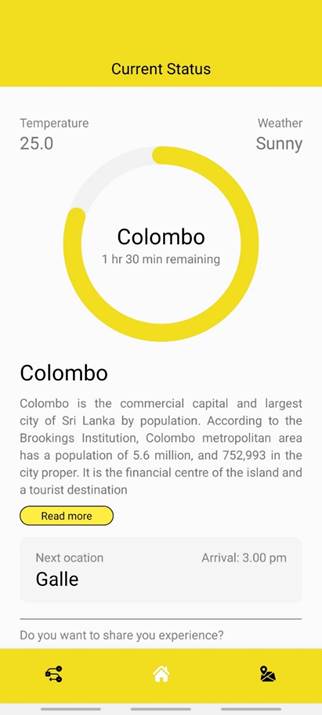 Current Status
Temperature
Weather
25.0
Sunny
Colombo
1 hr 30 min remaining
Colombo
Colombo is the commercial capital and largest
city of Sri Lanka by population. According to the
Brookings Institution, Colombo metropolitan area
has a population of 5.6 million, and 752,993 in the
city proper. It is the financial centre of the island and
a tourist destination
Read more
Next ocation
Arrival: 3.00 pm
Galle
Do you want to share you experience?